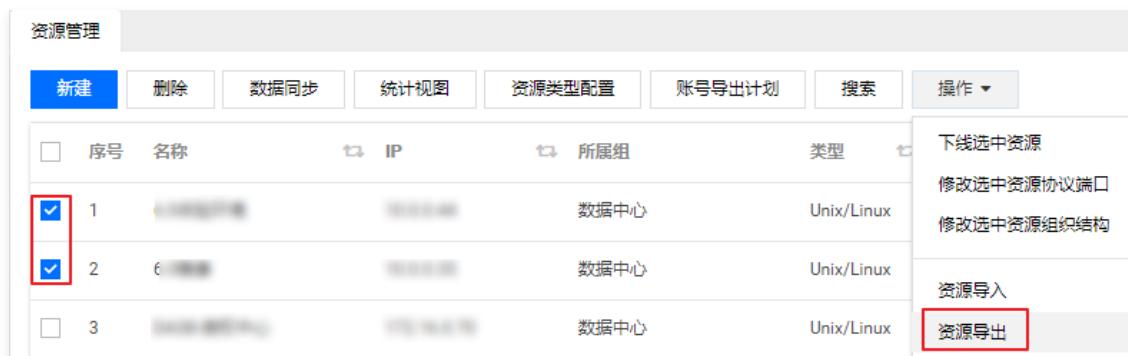 资源管理
新建 删除 数据同步 统计视图 资源类型配置 账号导出计划 搜索 操作
序号 名称 IP 所属组 类型
1 数据中心 Unix/Linux
2 6 数据中心 Unix/Linux
3 数据中心 Unix/Linux
下线选中资源
修改选中资源协议端口
修改选中资源组织结构
资源导入
资源导出